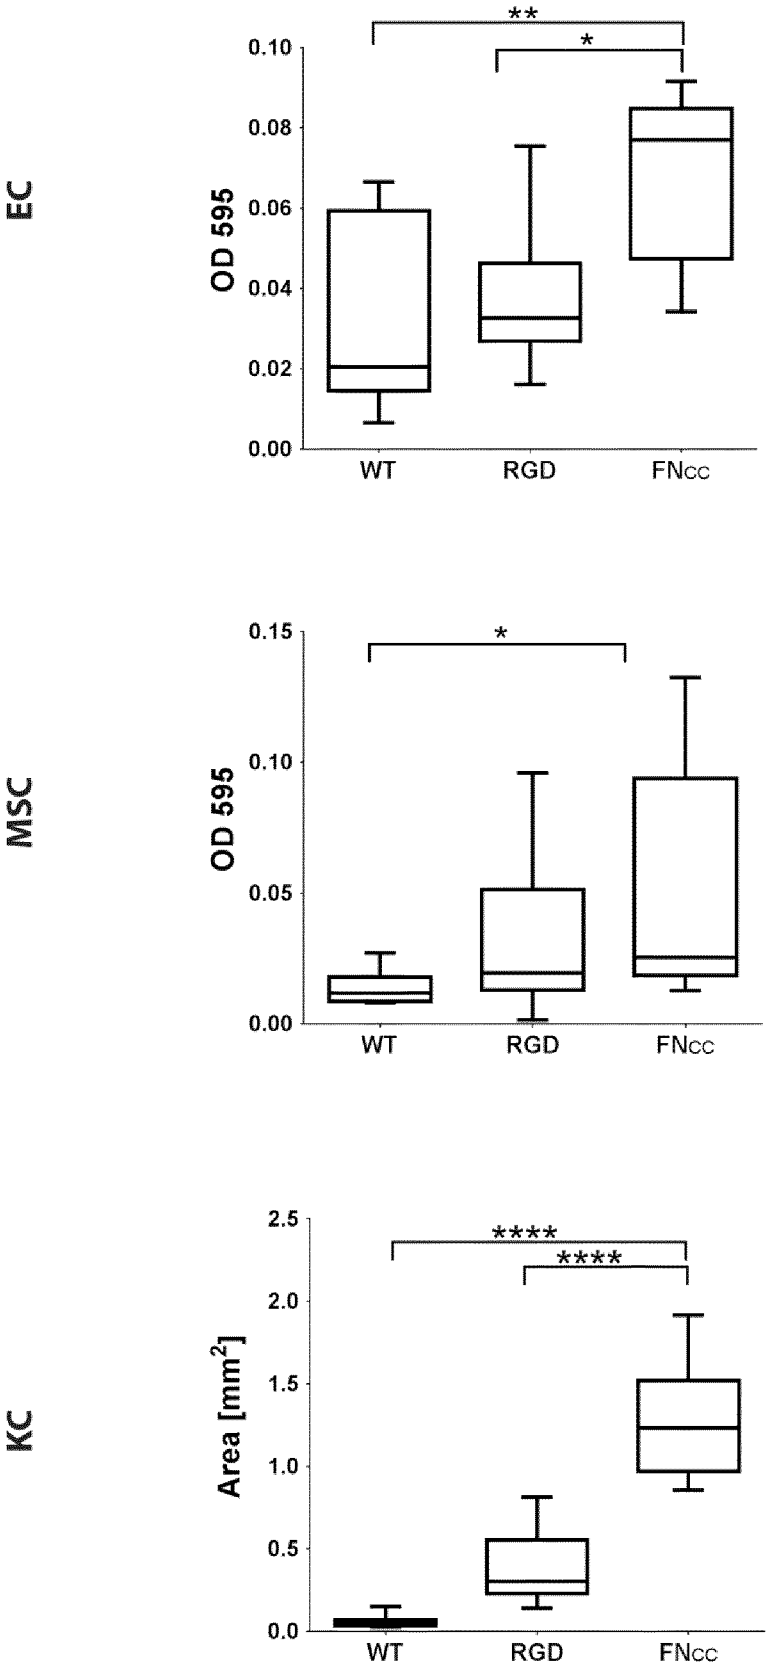 EC
OD 595
**
*
0.10
0.08
0.06
0.04
0.02
0.00
WT RGD FNCC
MSC
OD 595
*
0.15
0.10
0.05
0.00
WT RGD FNCC
KC
Area [mm²]
****
****
2.5
2.0
1.5
1.0
0.5
0.0
WT RGD FNCC